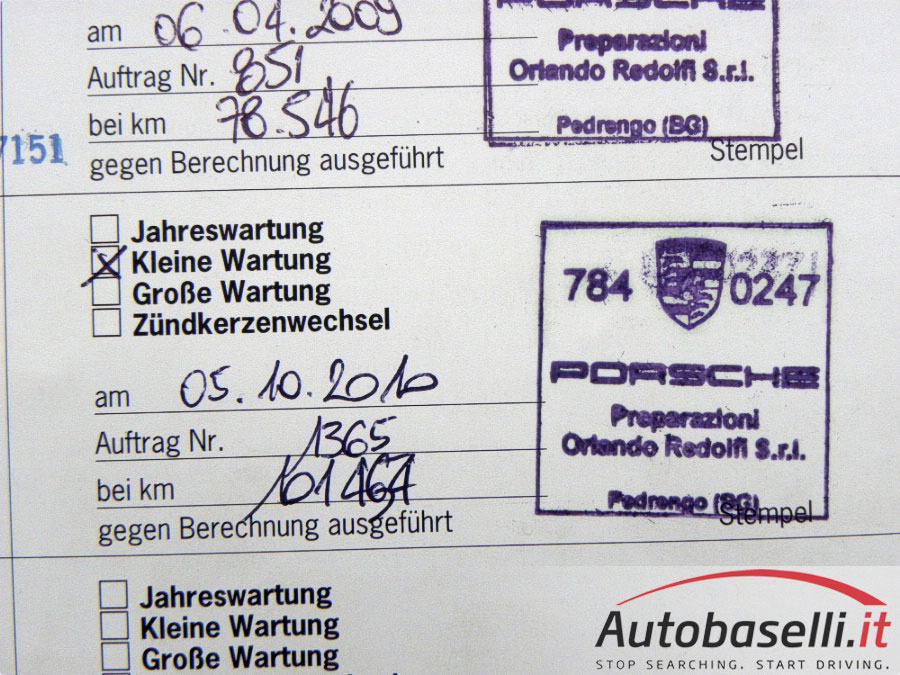 am 06.04.2009
Auftrag Nr. 851
bei km 78.546
gegen Berechnung ausgeführt
7151
PORSCHE
Preparazioni
Orlando Redolfi S.r.l.
Pedrengo (BG)
Stempel
Jahreswartung
Kleine Wartung
Große Wartung
Zündkerzenwechsel
am 05.10.2010
Auftrag Nr. 1365
bei km 101467
gegen Berechnung ausgeführt
784 0247
PORSCHE
Preparazioni
Orlando Redolfi S.r.l.
Pedrengo (BG)
Stempel
Jahreswartung
Kleine Wartung
Große Wartung
Autobaselli.it
STOP SEARCHING. START DRIVING.